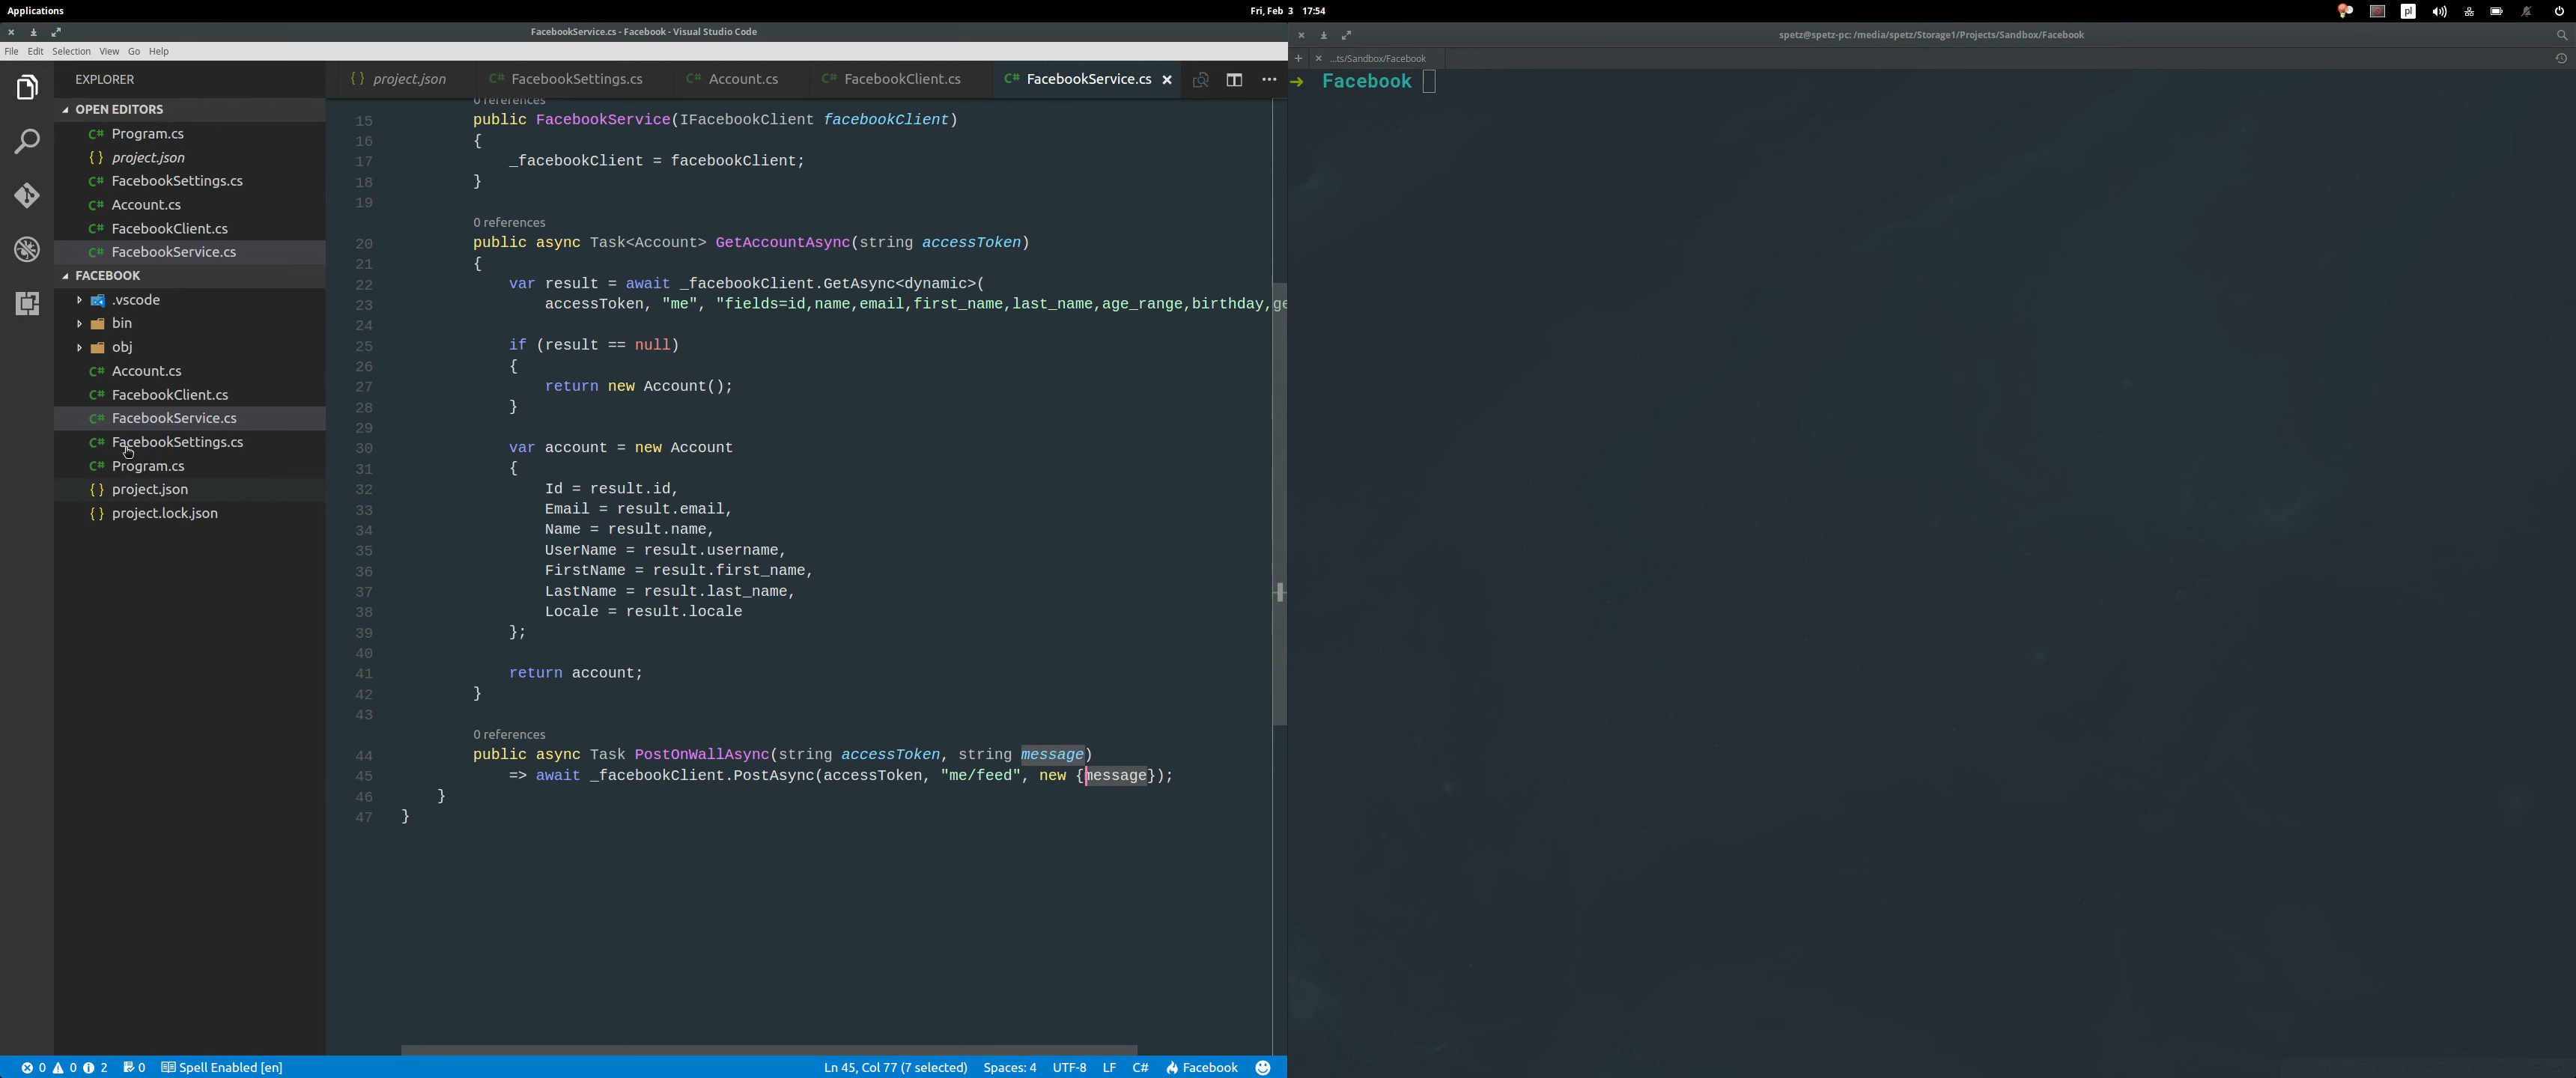 Applications
Fri, Feb 3 17:54
pl
FacebookService.cs - Facebook - Visual Studio Code
File Edit Selection View Go Help
EXPLORER
OPEN EDITORS
C# Program.cs
{} project.json
C# FacebookSettings.cs
C# Account.cs
C# FacebookClient.cs
C# FacebookService.cs
FACEBOOK
.vscode
bin
obj
C# Account.cs
C# FacebookClient.cs
C# FacebookService.cs
C# FacebookSettings.cs
C# Program.cs
{} project.json
{} project.lock.json
{} project.json C# FacebookSettings.cs C# Account.cs C# FacebookClient.cs C# FacebookService.cs
0 references
15 public FacebookService(IFacebookClient facebookClient)
16 {
17 _facebookClient = facebookClient;
18 }
19
0 references
20 public async Task<Account> GetAccountAsync(string accessToken)
21 {
22 var result = await _facebookClient.GetAsync<dynamic>(
23 accessToken, "me", "fields=id,name,email,first_name,last_name,age_range,birthday,ge
24
25 if (result == null)
26 {
27 return new Account();
28 }
29
30 var account = new Account
31 {
32 Id = result.id,
33 Email = result.email,
34 Name = result.name,
35 UserName = result.username,
36 FirstName = result.first_name,
37 LastName = result.last_name,
38 Locale = result.locale
39 };
40
41 return account;
42 }
43
0 references
44 public async Task PostOnWallAsync(string accessToken, string message)
45 => await _facebookClient.PostAsync(accessToken, "me/feed", new {message});
46 }
47 }
0 0 2 0 Spell Enabled [en] Ln 45, Col 77 (7 selected) Spaces: 4 UTF-8 LF C# Facebook
spetz@spetz-pc: /media/spetz/Storage1/Projects/Sandbox/Facebook
...ts/Sandbox/Facebook
→ Facebook